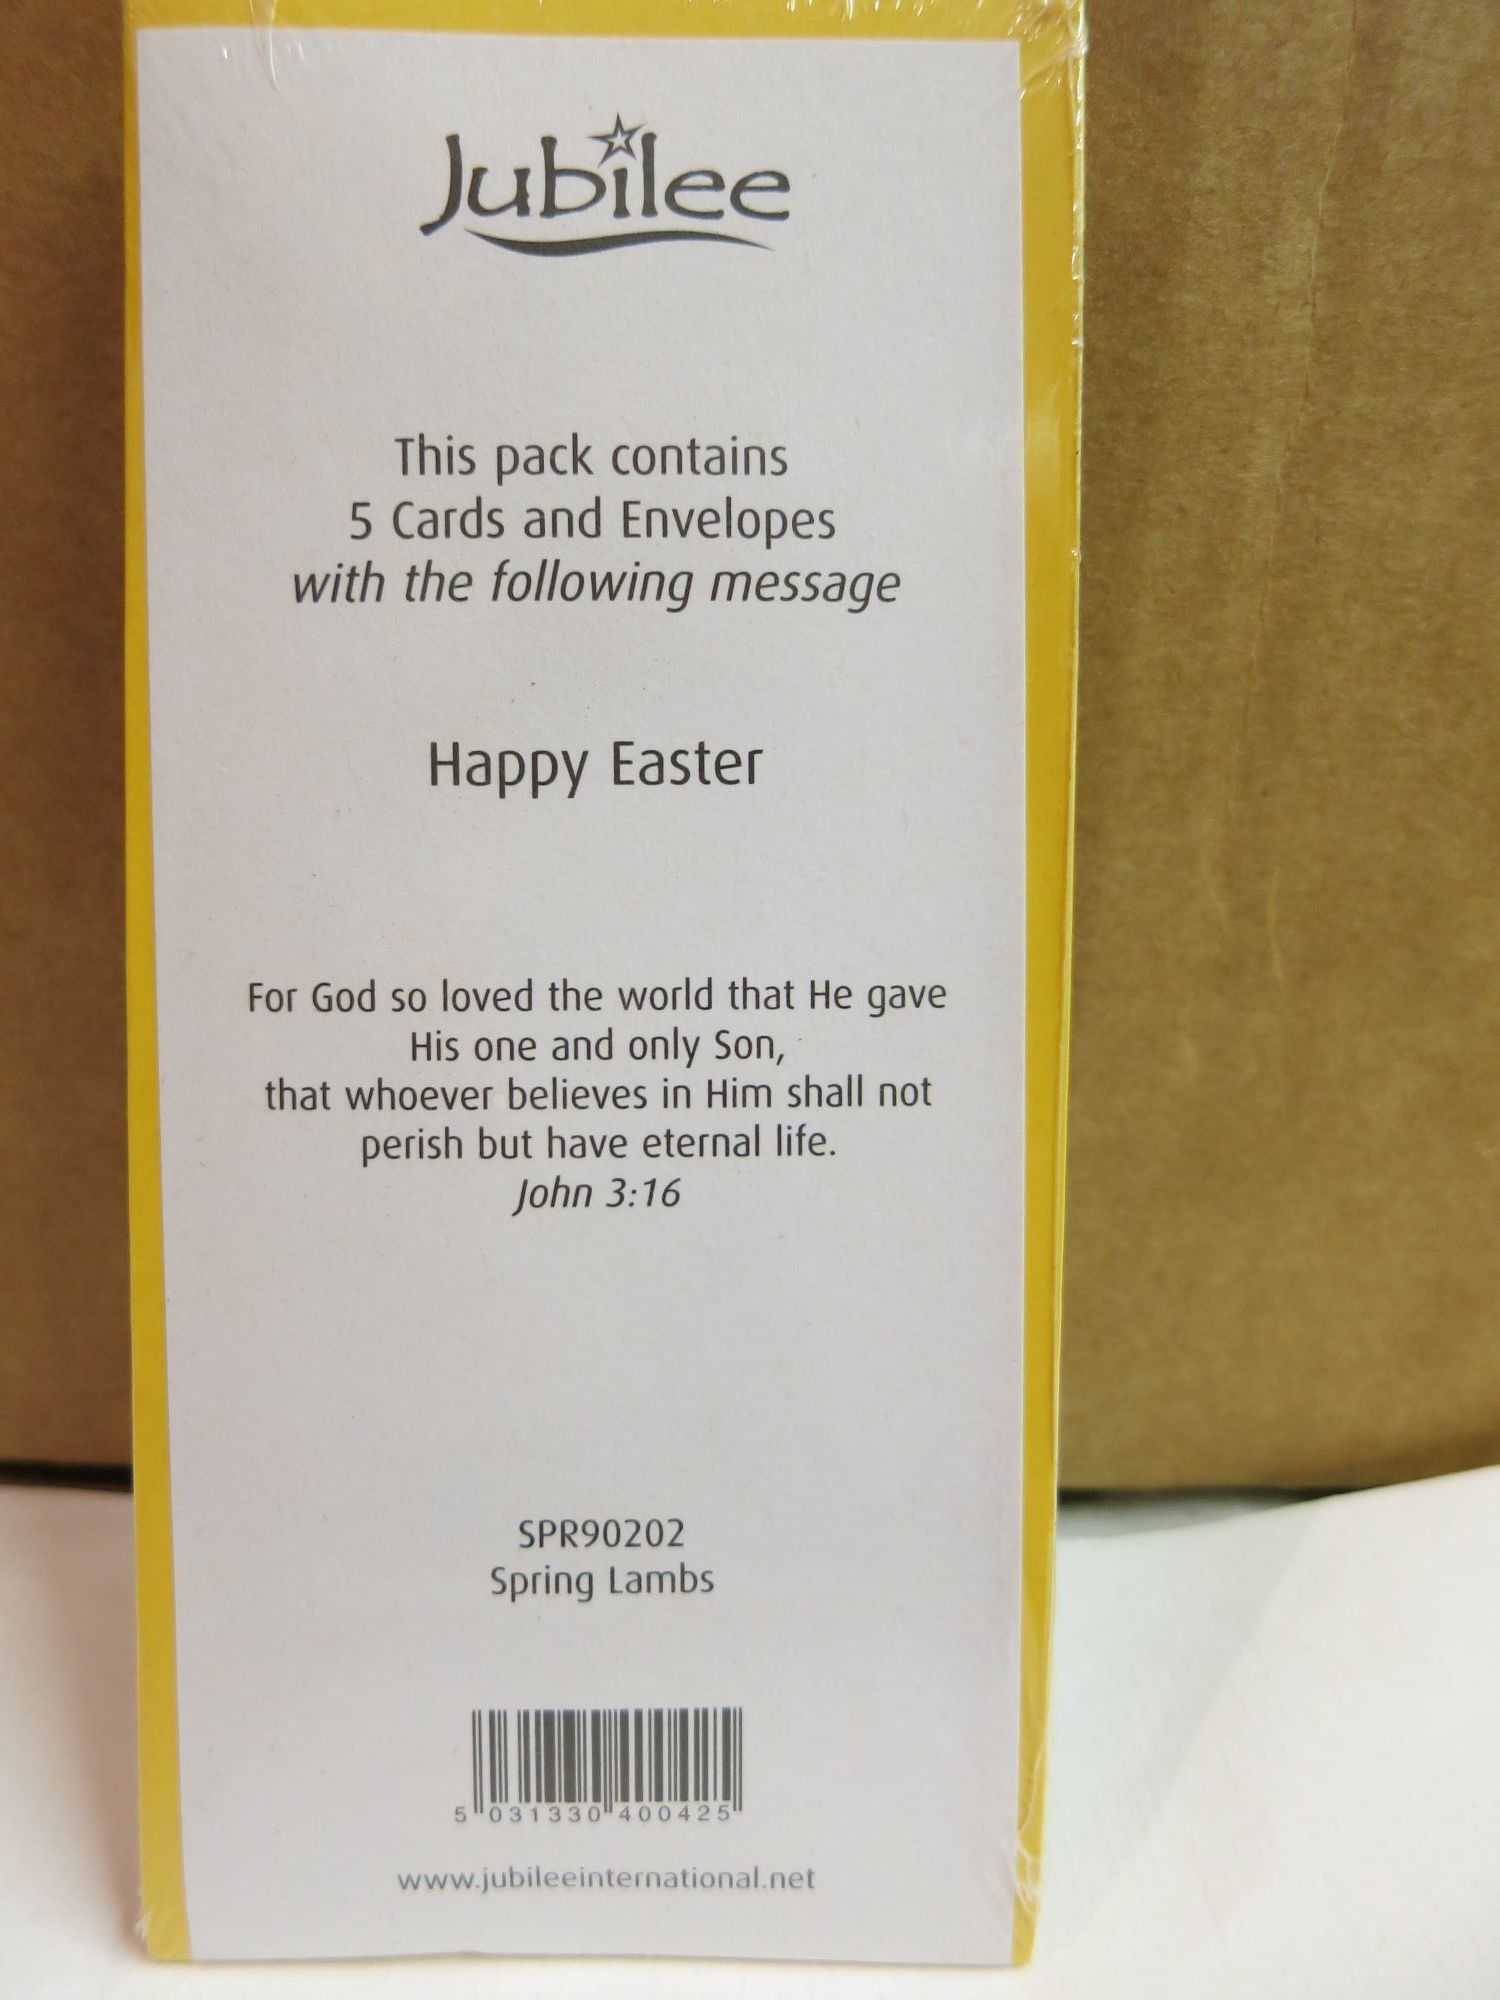 Jubilee
This pack contains
5 Cards and Envelopes
with the following message
Happy Easter
For God so loved the world that He gave
His one and only Son,
that whoever believes in Him shall not
perish but have eternal life.
John 3:16
SPR90202
Spring Lambs
5 031330 400425
www.jubileeinternational.net